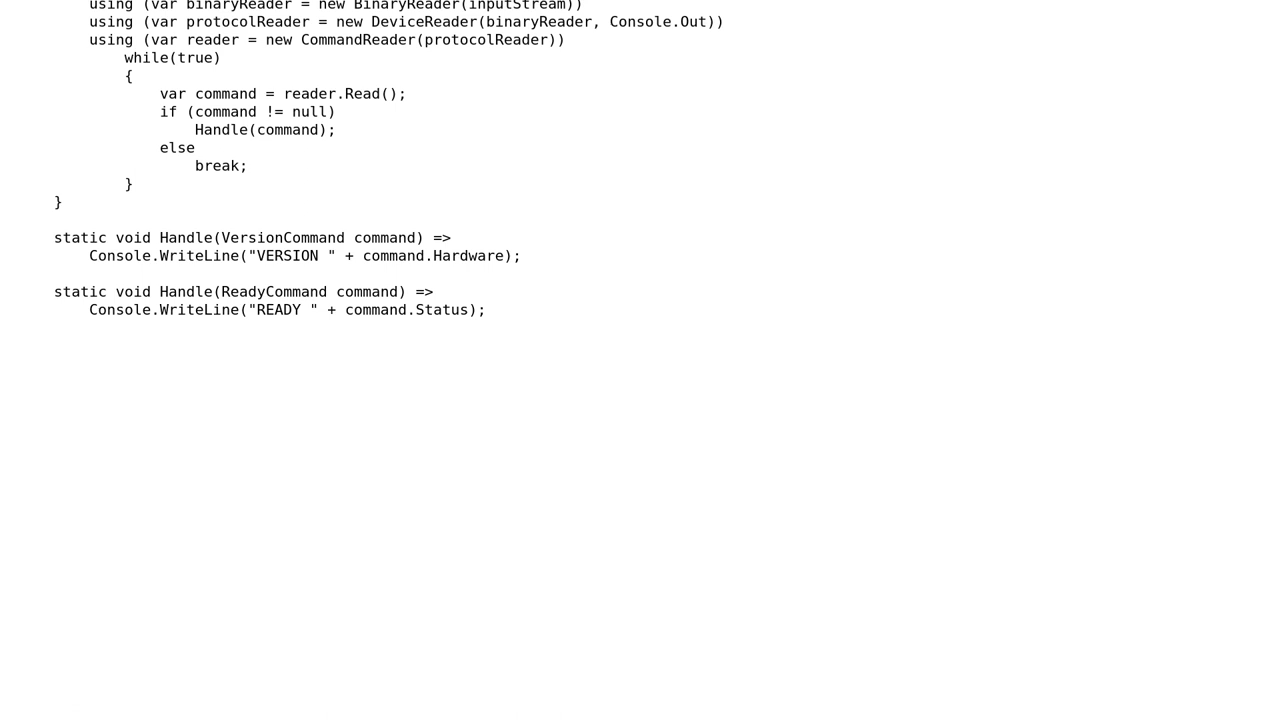 using (var binaryReader = new BinaryReader(inputStream))
using (var protocolReader = new DeviceReader(binaryReader, Console.Out))
using (var reader = new CommandReader(protocolReader))
while(true)
{
var command = reader.Read();
if (command != null)
Handle(command);
else
break;
}
}
static void Handle(VersionCommand command) =>
Console.WriteLine("VERSION " + command.Hardware);
static void Handle(ReadyCommand command) =>
Console.WriteLine("READY " + command.Status);